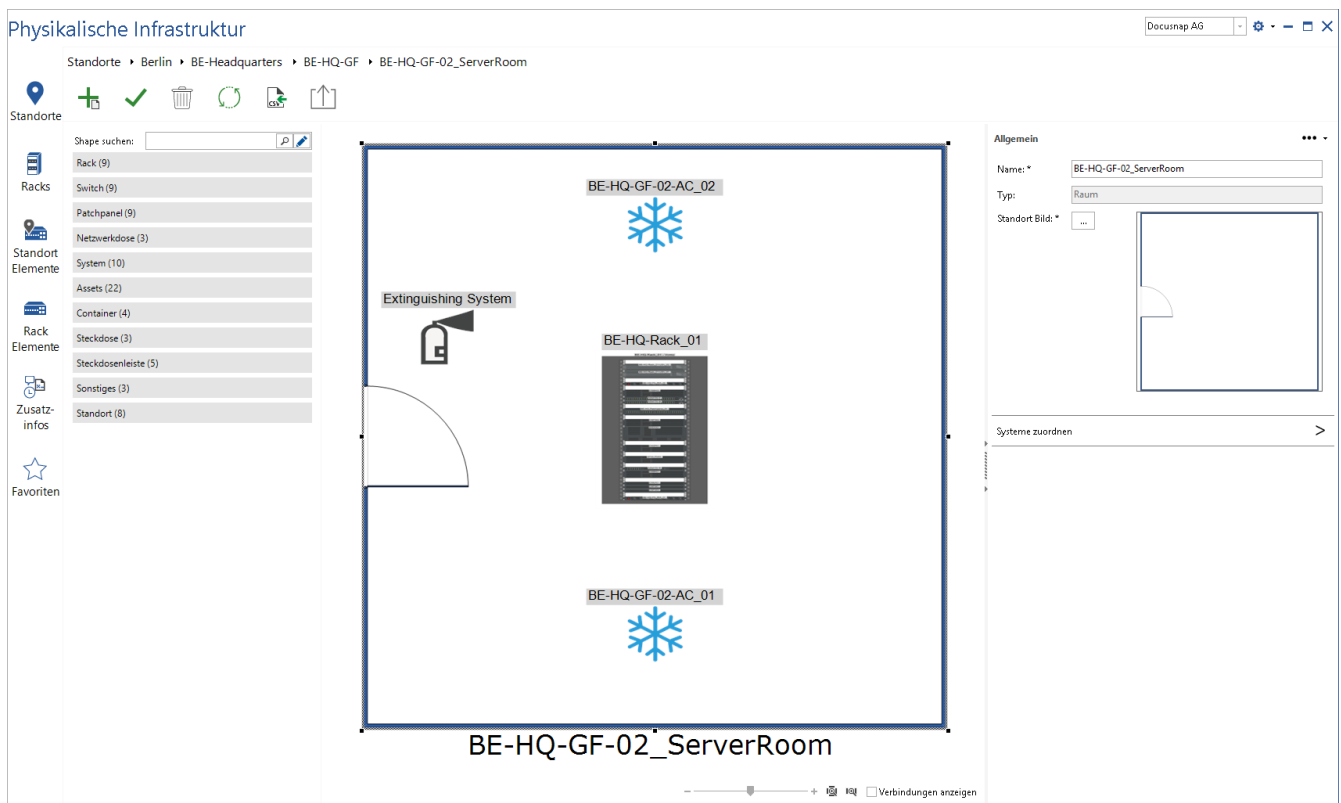 Physikalische Infrastruktur
Docusnap AG
Standorte Berlin BE-Headquarters BE-HQ-GF BE-HQ-GF-02_ServerRoom
Standorte
Racks
Standort
Elemente
Rack
Elemente
Zusatz-
infos
Favoriten
CSV
Shape suchen:
Rack (9)
Switch (9)
Patchpanel (9)
Netzwerkdose (3)
System (10)
Assets (22)
Container (4)
Steckdose (3)
Steckdosenleiste (5)
Sonstiges (3)
Standort (8)
BE-HQ-GF-02-AC_02
Extinguishing System
BE-HQ-Rack_01
BE-HQ-GF-02-AC_01
BE-HQ-GF-02_ServerRoom
Verbindungen anzeigen
Allgemein
Name: * BE-HQ-GF-02_ServerRoom
Typ: Raum
Standort Bild: * ...
Systeme zuordnen